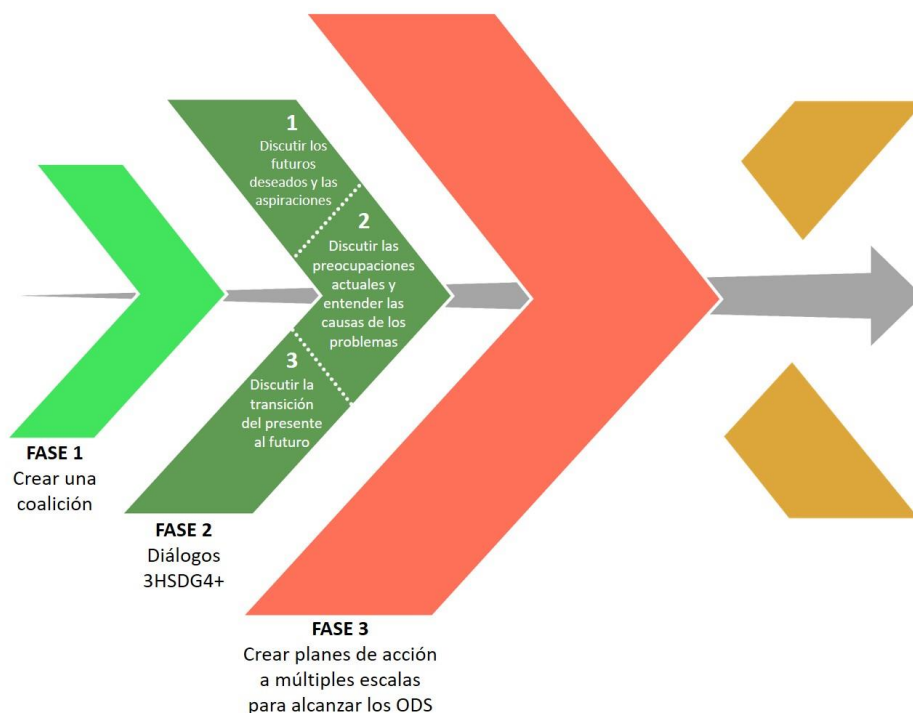 1
Discutir los
futuros
deseados y las
aspiraciones
2
Discutir las
preocupaciones
actuales y
entender las
causas de los
problemas
3
Discutir la
transición
del presente
al futuro
FASE 1
Crear una
coalición
FASE 2
Diálogos
3HSDG4+
FASE 3
Crear planes de acción
a múltiples escalas
para alcanzar los ODS